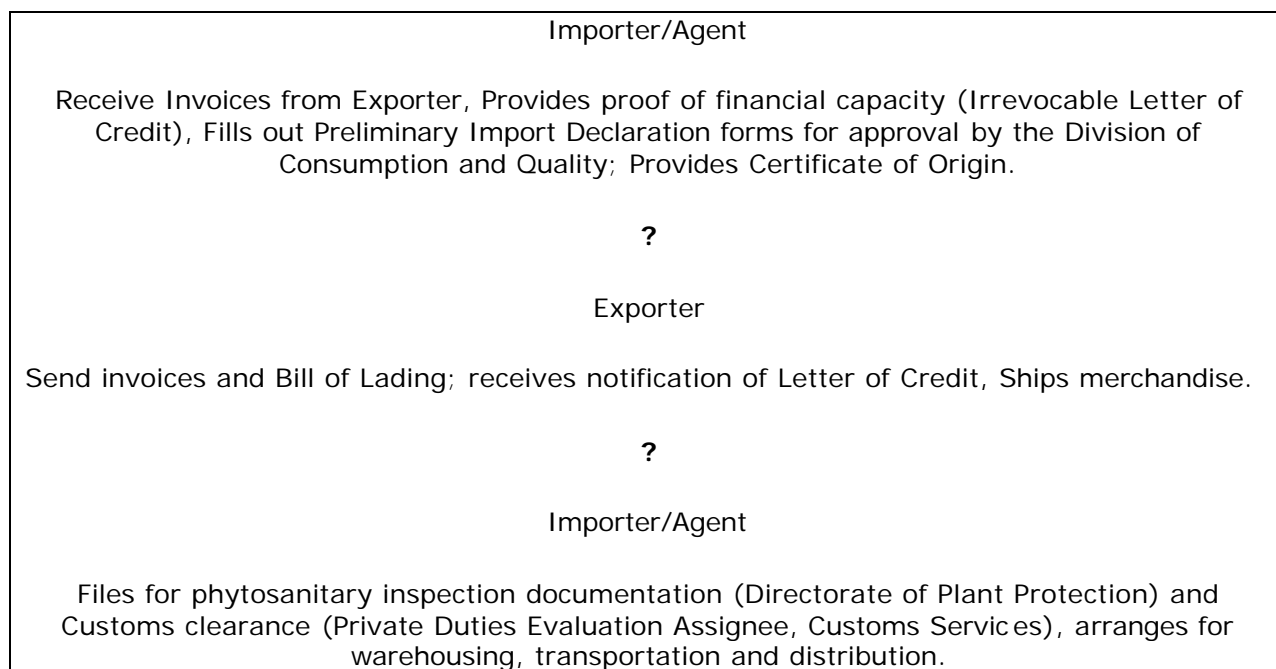 Importer/Agent
Receive Invoices from Exporter, Provides proof of financial capacity (Irrevocable Letter of
Credit), Fills out Preliminary Import Declaration forms for approval by the Division of
Consumption and Quality; Provides Certificate of Origin.
?
Exporter
Send invoices and Bill of Lading; receives notification of Letter of Credit, Ships merchandise.
?
Importer/Agent
Files for phytosanitary inspection documentation (Directorate of Plant Protection) and
Customs clearance (Private Duties Evaluation Assignee, Customs Services), arranges for
warehousing, transportation and distribution.